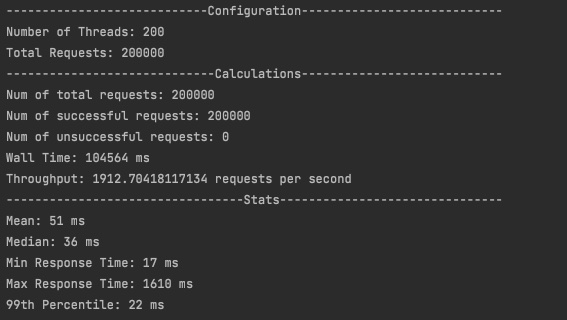 ----------------------------Configuration----------------------------
Number of Threads: 200
Total Requests: 200000
-----------------------------Calculations----------------------------
Num of total requests: 200000
Num of successful requests: 200000
Num of unsuccessful requests: 0
Wall Time: 104564 ms
Throughput: 1912.70418117134 requests per second
---------------------------------Stats-------------------------------
Mean: 51 ms
Median: 36 ms
Min Response Time: 17 ms
Max Response Time: 1610 ms
99th Percentile: 22 ms